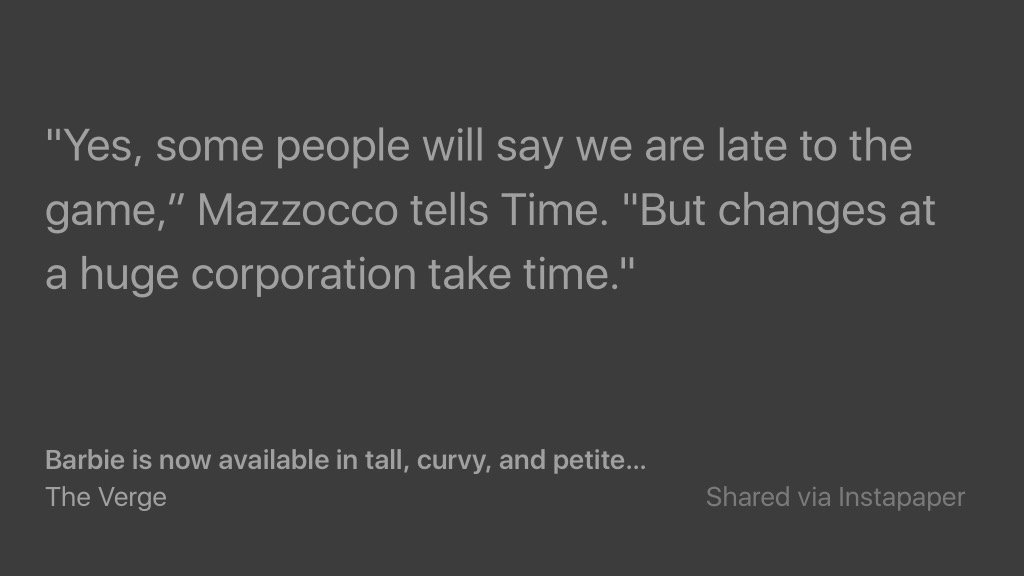 "Yes, some people will say we are late to the
game,” Mazzocco tells Time. "But changes at
a huge corporation take time."
Barbie is now available in tall, curvy, and petite...
The Verge
Shared via Instapaper